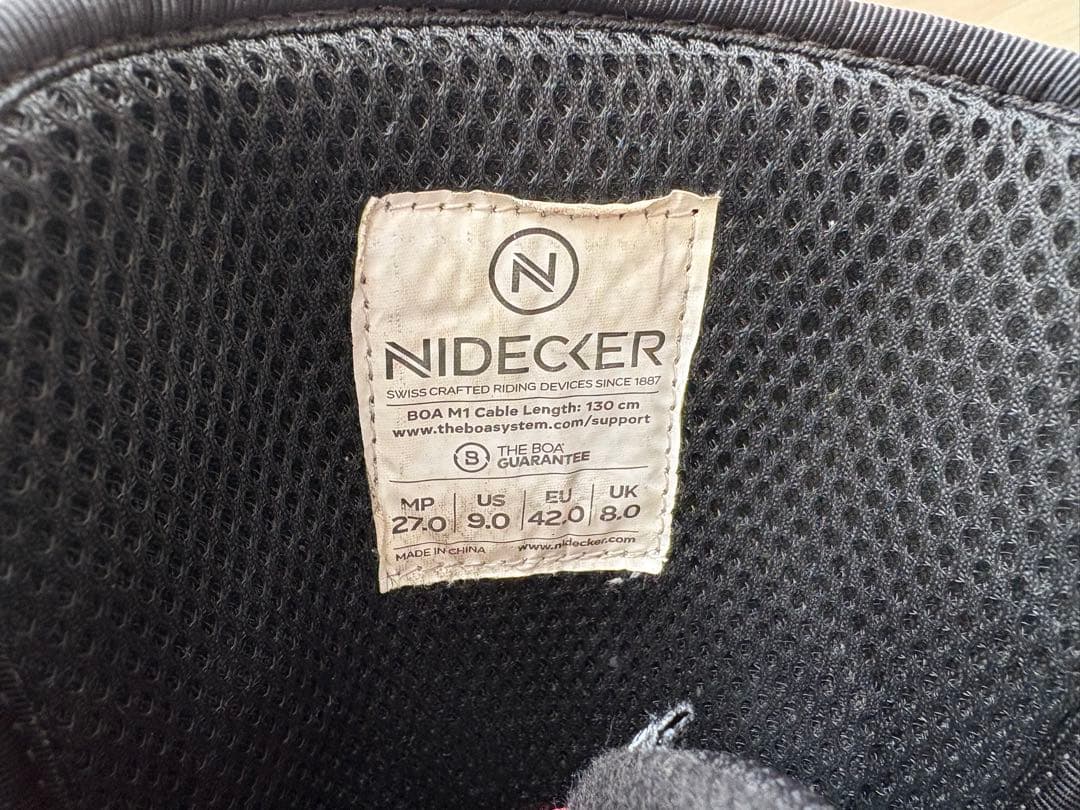 N
NIDECKER
SWISS CRAFTED RIDING DEVICES SINCE 1887
BOA M1 Cable Length: 130 cm
www.theboasystem.com/support
B THE BOA®
GUARANTEE
MP US EU UK
27.0 9.0 42.0 8.0
MADE IN CHINA www.nidecker.com